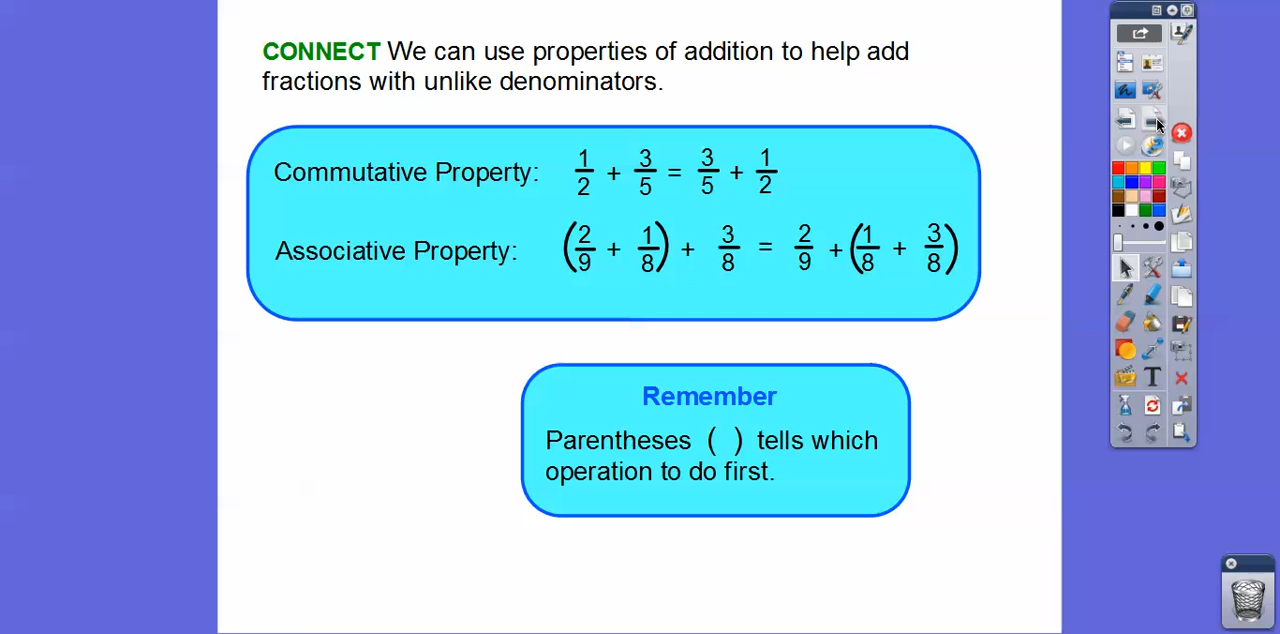 CONNECT We can use properties of addition to help add
fractions with unlike denominators.
Commutative Property: 1/2 + 3/5 = 3/5 + 1/2
Associative Property: (2/9 + 1/8) + 3/8 = 2/9 + (1/8 + 3/8)
Remember
Parentheses ( ) tells which
operation to do first.